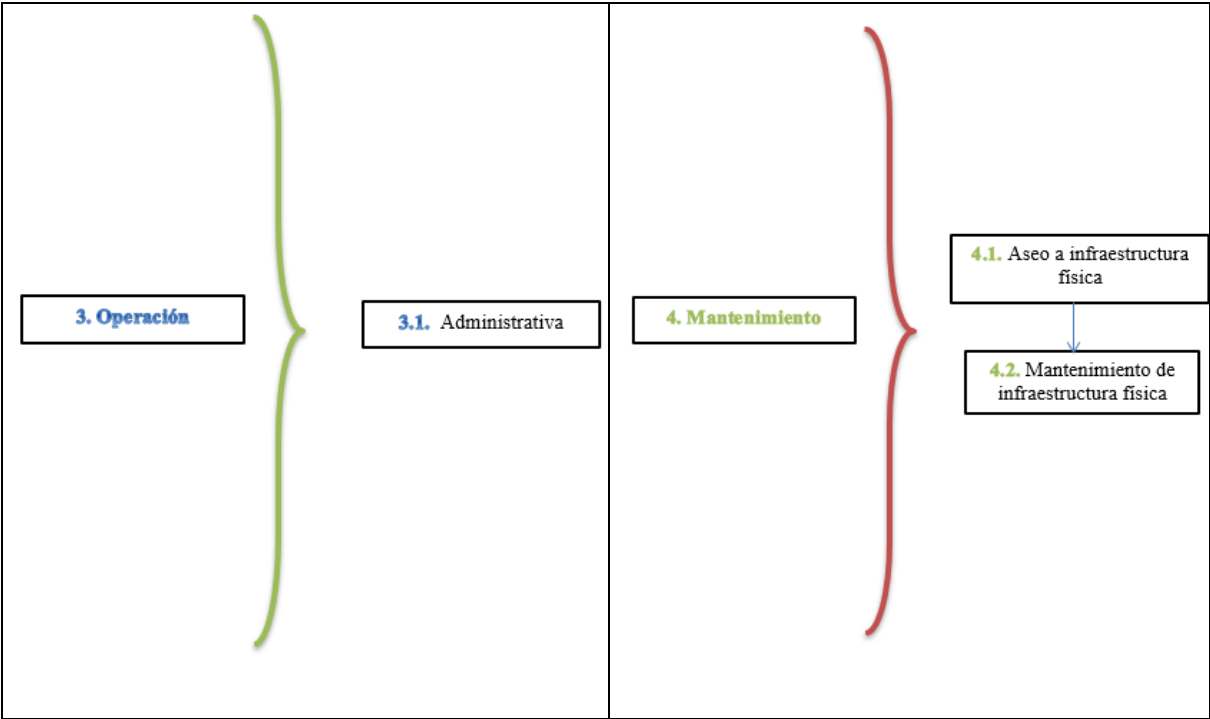 3. Operación
3.1. Administrativa
4. Mantenimiento
4.1. Aseo a infraestructura
física
4.2. Mantenimiento de
infraestructura física